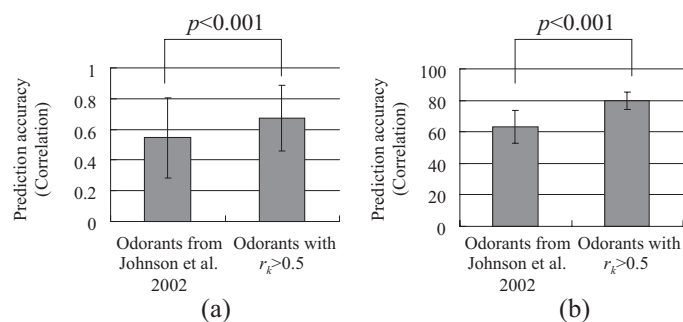 p<0.001
Prediction accuracy
(Correlation)
1
0.8
0.6
0.4
0.2
0
Odorants from
Johnson et al.
2002
Odorants with
rk>0.5
(a)
p<0.001
Prediction accuracy
(Correlation)
100
80
60
40
20
0
Odorants from
Johnson et al.
2002
Odorants with
rk>0.5
(b)